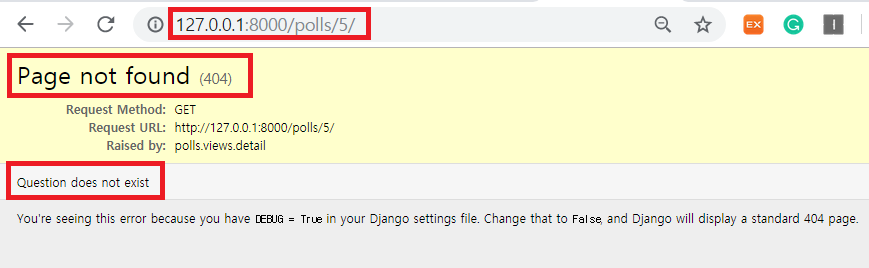 127.0.0.1:8000/polls/5/
EX
G
I
Page not found (404)
Request Method: GET
Request URL: http://127.0.0.1:8000/polls/5/
Raised by: polls.views.detail
Question does not exist
You're seeing this error because you have DEBUG = True in your Django settings file. Change that to False, and Django will display a standard 404 page.